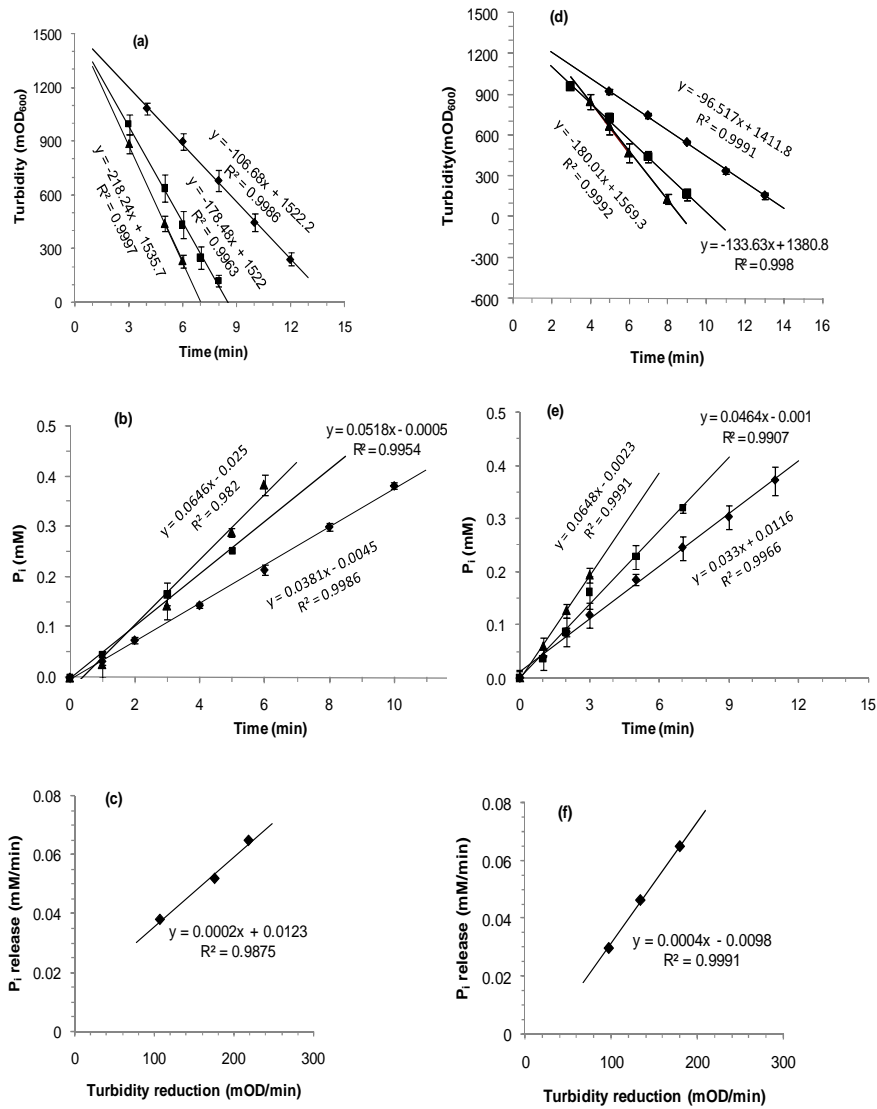 (a)
1500
1200
900
600
300
0
Turbidity (mOD600)
y = -106.68x + 1522.2
R² = 0.9986
y = -178.48x + 1522
R² = 0.9963
y = -218.24x + 1535.7
R² = 0.9997
0 3 6 9 12 15
Time (min)
(d)
1500
1200
900
600
300
0
-300
-600
Turbidity(mOD600)
y = -96.517x + 1411.8
R² = 0.9991
y = -180.01x + 1569.3
R² = 0.9992
y = -133.63x + 1380.8
R² = 0.998
0 2 4 6 8 10 12 14 16
Time (min)
(b)
0.5
0.4
0.3
0.2
0.1
0.0
Pi (mM)
y = 0.0518x - 0.0005
R² = 0.9954
y = 0.0646x - 0.025
R² = 0.982
y = 0.0381x - 0.0045
R² = 0.9986
0 2 4 6 8 10
Time (min)
(e)
0.5
0.4
0.3
0.2
0.1
0.0
Pi (mM)
y = 0.0464x - 0.001
R² = 0.9907
y = 0.0648x - 0.0023
R² = 0.9991
y = 0.033x + 0.0116
R² = 0.9966
0 3 6 9 12 15
Time (min)
(c)
0.08
0.06
0.04
0.02
0
Pi release (mM/min)
y = 0.0002x + 0.0123
R² = 0.9875
0 100 200 300
Turbidity reduction (mOD/min)
(f)
0.08
0.06
0.04
0.02
0
Pi release (mM/min)
y = 0.0004x - 0.0098
R² = 0.9991
0 100 200 300
Turbidity reduction (mOD/min)